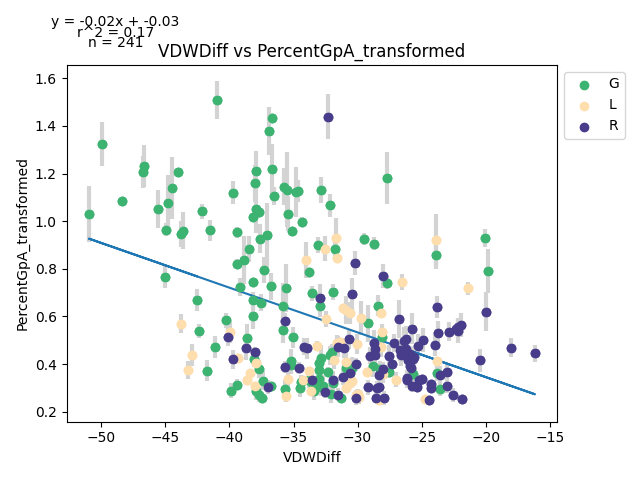 y = -0.02x + -0.03
r^2 = 0.17
n = 241
VDWDiff vs PercentGpA_transformed
G
L
R
PercentGpA_transformed
1.6
1.4
1.2
1.0
0.8
0.6
0.4
0.2
−50
−45
−40
−35
−30
−25
−20
−15
VDWDiff